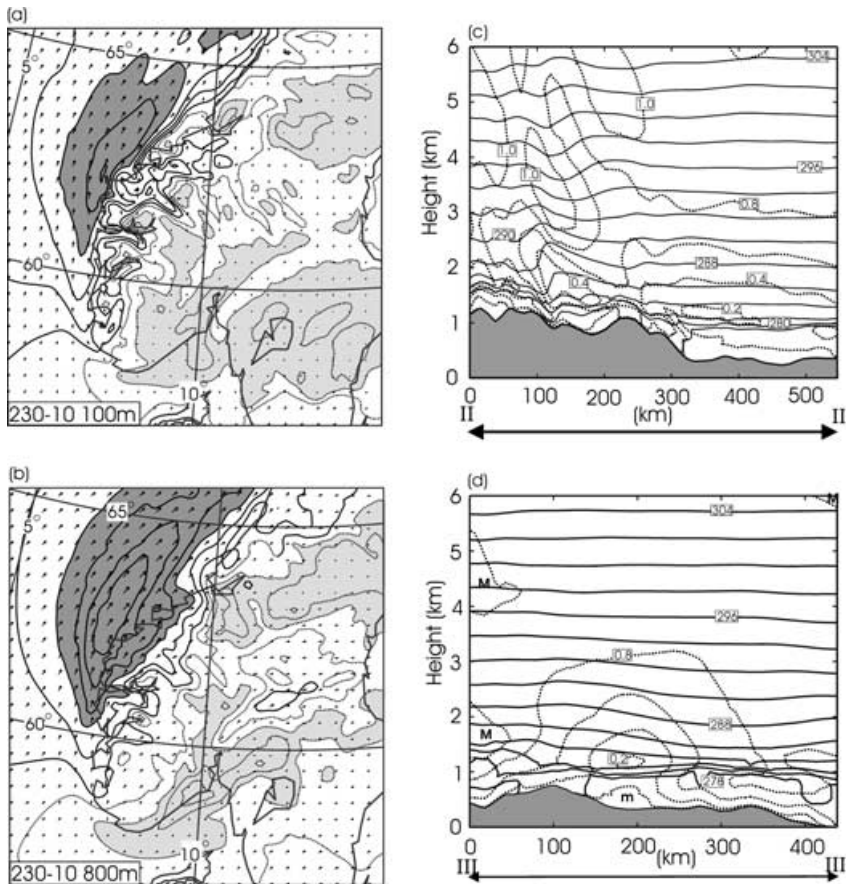 (a)
65°
5°
60°
10°
230-10 100m
(c)
6
5
4
3
2
1
0
Height (km)
304
1.0
1.0
1.0
296
0.8
290
288
0.4
0.4
0.2
280
0 100 200 300 400 500
(km)
II II
(b)
65°
5°
60°
10°
230-10 800m
(d)
6
5
4
3
2
1
0
Height (km)
M
304
M
296
0.8
288
M
0.2
278
m
0 100 200 300 400
(km)
III III